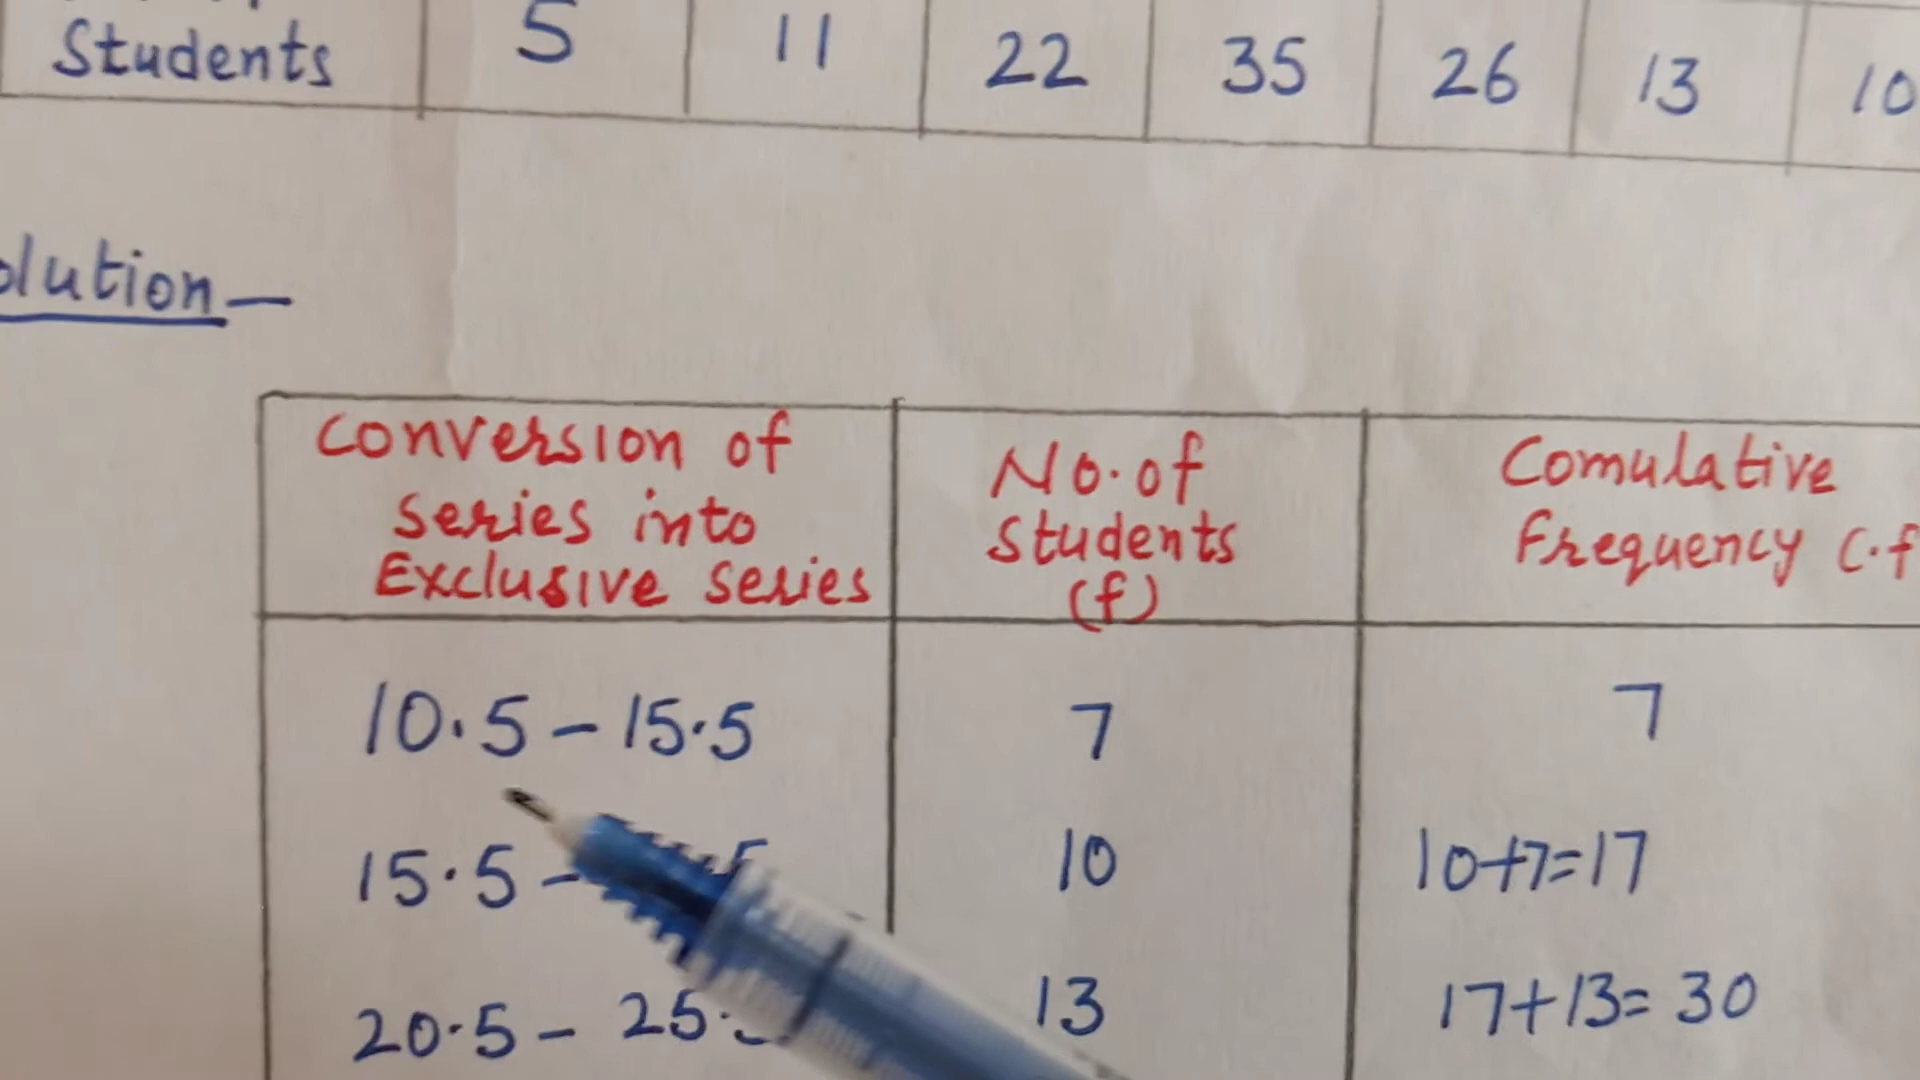 Students 5 11 22 35 26 13 10
olution —
Conversion of series into Exclusive series
No. of Students (f)
Comulative Frequency C.f
10.5 – 15.5 7 7
15.5 – 10 10+7=17
20.5 – 25. 13 17+13= 30